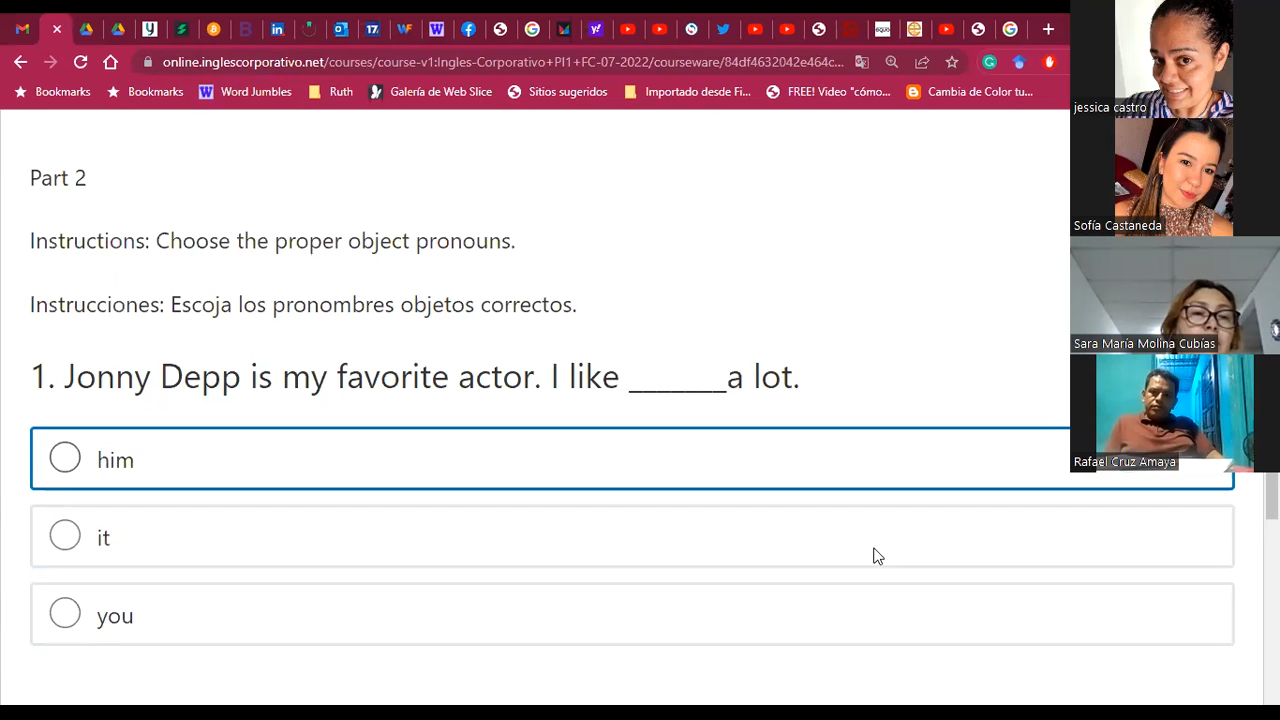 online.inglescorporativo.net/courses/course-v1:Ingles-Corporativo+PI1+FC-07-2022/courseware/84df4632042e464c...
Bookmarks Bookmarks Word Jumbles Ruth Galería de Web Slice Sitios sugeridos Importado desde Fi... FREE! Video "cómo... Cambia de Color tu...
jessica castro
Sofía Castaneda
Sara María Molina Cubías
Rafael Cruz Amaya
Part 2
Instructions: Choose the proper object pronouns.
Instrucciones: Escoja los pronombres objetos correctos.
1. Jonny Depp is my favorite actor. I like _______a lot.
him
it
you